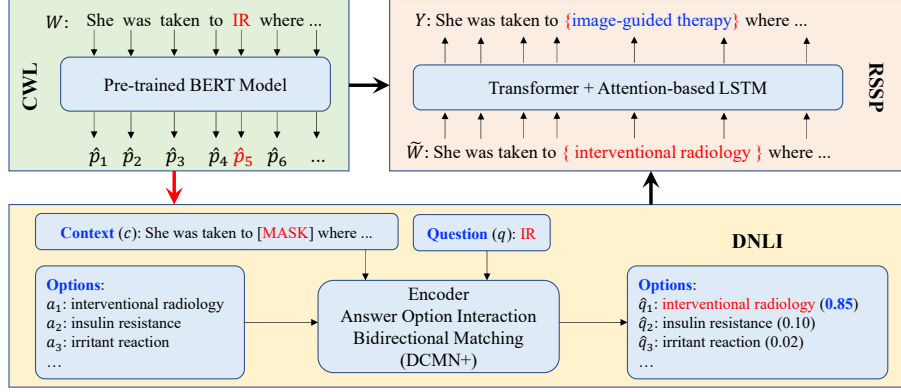 W: She was taken to IR where ...
CWL
Pre-trained BERT Model
p̂₁ p̂₂ p̂₃ p̂₄ p̂₅ p̂₆ ...
Y: She was taken to {image-guided therapy} where ...
Transformer + Attention-based LSTM
RSSP
W̃: She was taken to { interventional radiology } where ...
Context (c): She was taken to [MASK] where ...
Question (q): IR
DNLI
Options:
a₁: interventional radiology
a₂: insulin resistance
a₃: irritant reaction
...
Encoder
Answer Option Interaction
Bidirectional Matching
(DCMN+)
Options:
q̂₁: interventional radiology (0.85)
q̂₂: insulin resistance (0.10)
q̂₃: irritant reaction (0.02)
...